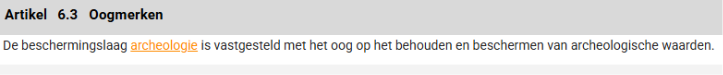 Artikel 6.3 Oogmerken
De beschermingslaag archeologie is vastgesteld met het oog op het behouden en beschermen van archeologische waarden.